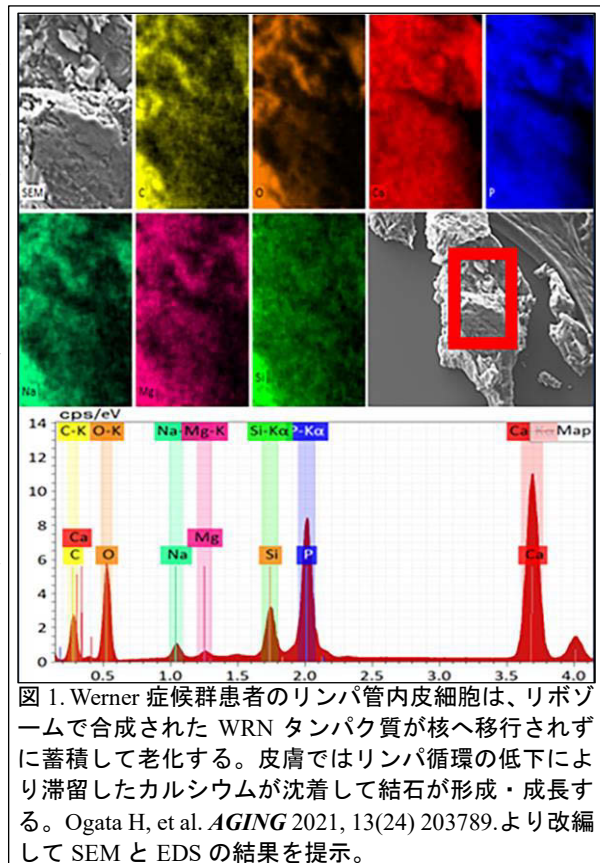 SEM
C
O
Ca
P
Na
Mg
Si
cps/eV
14
C-K O-K Na- Mg-K Si-Kα P-Kα Ca Kα Map
12
10
8
Ca Mg
6
C O Na Si P Ca
4
2
0
0.5 1.0 1.5 2.0 2.5 3.0 3.5 4.0
図 1. Werner 症候群患者のリンパ管内皮細胞は、リボゾ
ームで合成された WRN タンパク質が核へ移行されず
に蓄積して老化する。皮膚ではリンパ循環の低下によ
り滞留したカルシウムが沈着して結石が形成・成長す
る。Ogata H, et al. AGING 2021, 13(24) 203789.より改編
して SEM と EDS の結果を提示。